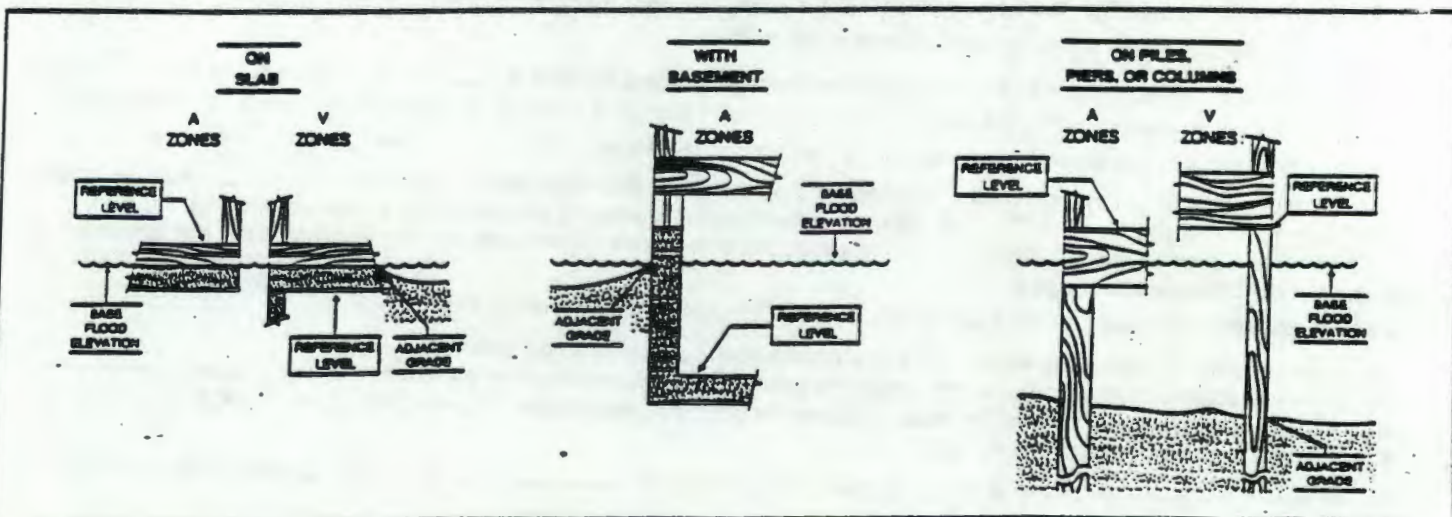 ON
SLAB
A
ZONES
V
ZONES
REFERENCE
LEVEL
BASE
FLOOD
ELEVATION
REFERENCE
LEVEL
ADJACENT
GRADE
WITH
BASEMENT
A
ZONES
BASE
FLOOD
ELEVATION
ADJACENT
GRADE
REFERENCE
LEVEL
ON PILES,
PIERS, OR COLUMNS
A
ZONES
V
ZONES
REFERENCE
LEVEL
REFERENCE
LEVEL
BASE
FLOOD
ELEVATION
ADJACENT
GRADE